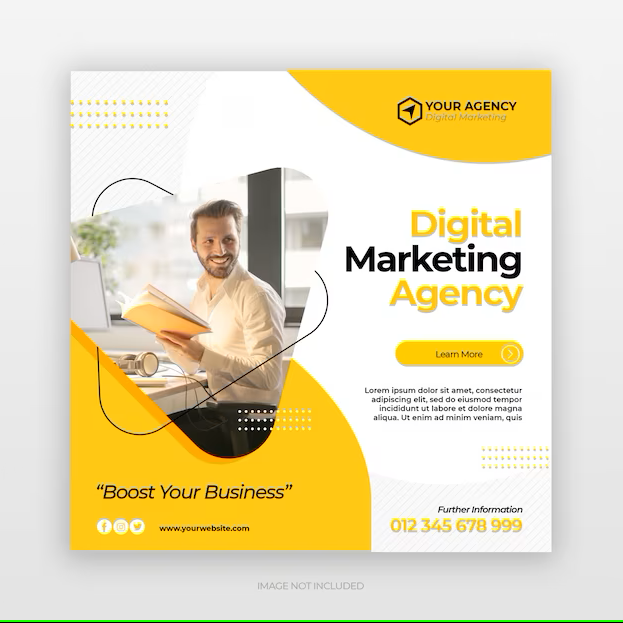 YOUR AGENCY
Digital Marketing
Digital
Marketing
Agency
Learn More
Lorem ipsum dolor sit amet, consectetur
adipiscing elit, sed do eiusmod tempor
incididunt ut labore et dolore magna
aliqua. Ut enim ad minim veniam, quis
“Boost Your Business”
www.yourwebsite.com
Further Information
012 345 678 999
IMAGE NOT INCLUDED